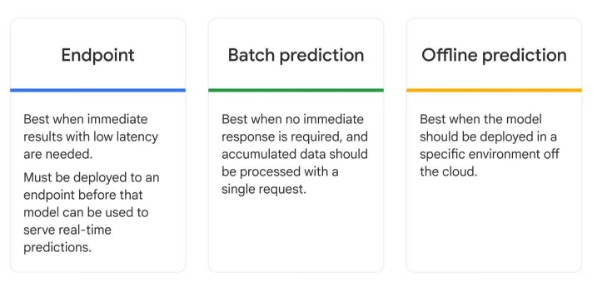 Endpoint
Best when immediate
results with low latency
are needed.
Must be deployed to an
endpoint before that
model can be used to
serve real-time
predictions.
Batch prediction
Best when no immediate
response is required, and
accumulated data should
be processed with a
single request.
Offline prediction
Best when the model
should be deployed in a
specific environment off
the cloud.